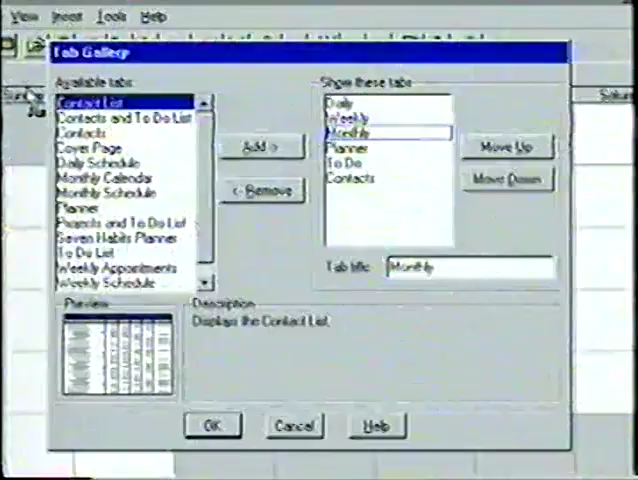 View Insert Tools Help
Tab Gallery
Available tabs:
Show these tabs:
Contact List
Contacts and To Do List
Contacts
Cover Page
Daily Schedule
Monthly Calendar
Monthly Schedule
Planner
Projects and To Do List
Seven Habits Planner
To Do List
Weekly Appointments
Weekly Schedule
Add >
< Remove
Daily
Weekly
Monthly
Planner
To Do
Contacts
Move Up
Move Down
Tab title: Monthly
Preview
Description
Displays the Contact List.
OK
Cancel
Help